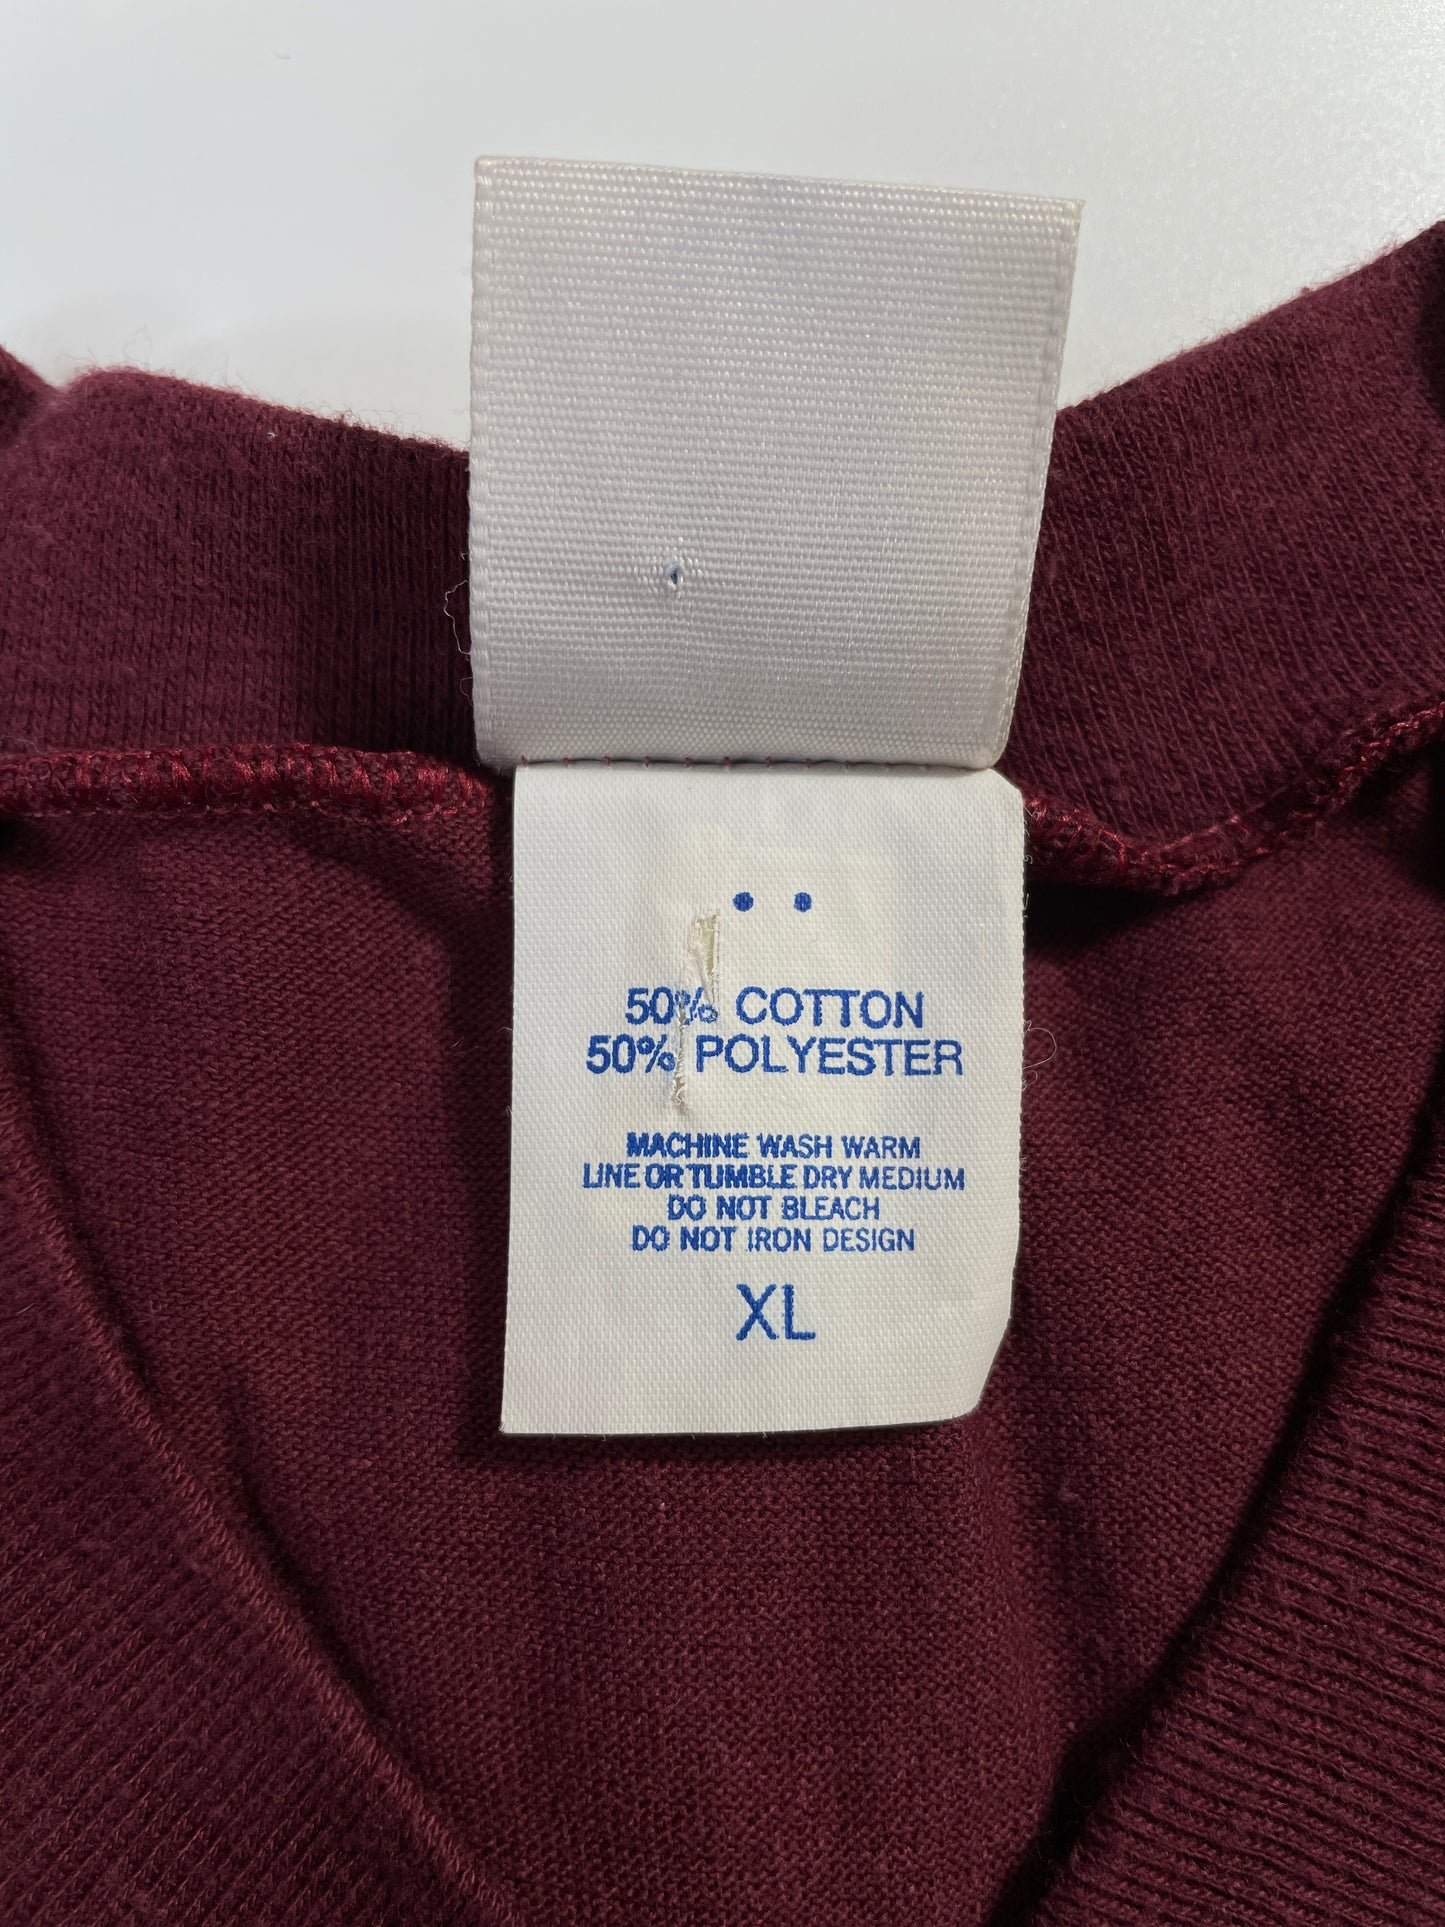 50% COTTON
50% POLYESTER
MACHINE WASH WARM
LINE OR TUMBLE DRY MEDIUM
DO NOT BLEACH
DO NOT IRON DESIGN
XL